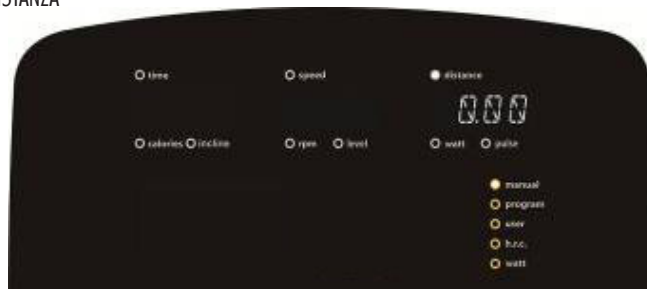 STANZA
time speed distance
0.00
calories incline rpm level watt pulse
manual
program
user
h.r.c.
watt